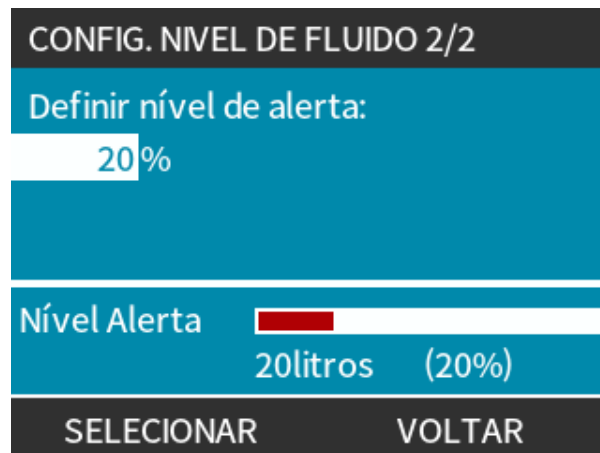 CONFIG. NIVEL DE FLUIDO 2/2
Definir nível de alerta:
20 %
Nível Alerta
20litros (20%)
SELECIONAR VOLTAR